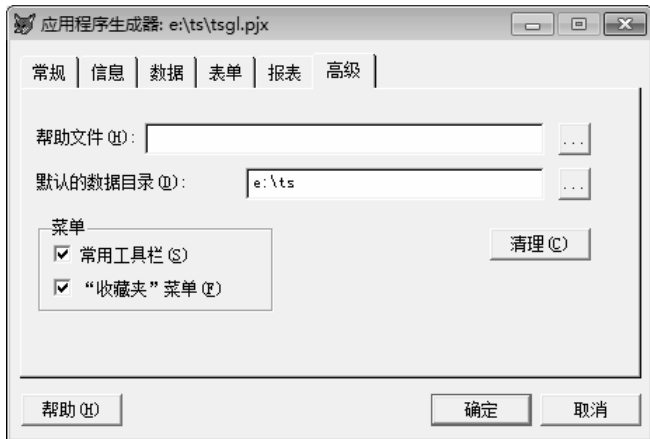 应用程序生成器: e:\ts\tsgl.pjx
常规 信息 数据 表单 报表 高级
帮助文件(H): ...
默认的数据目录(D): e:\ts ...
菜单
常用工具栏(S) 清理(C)
“收藏夹”菜单(F)
帮助(H) 确定 取消